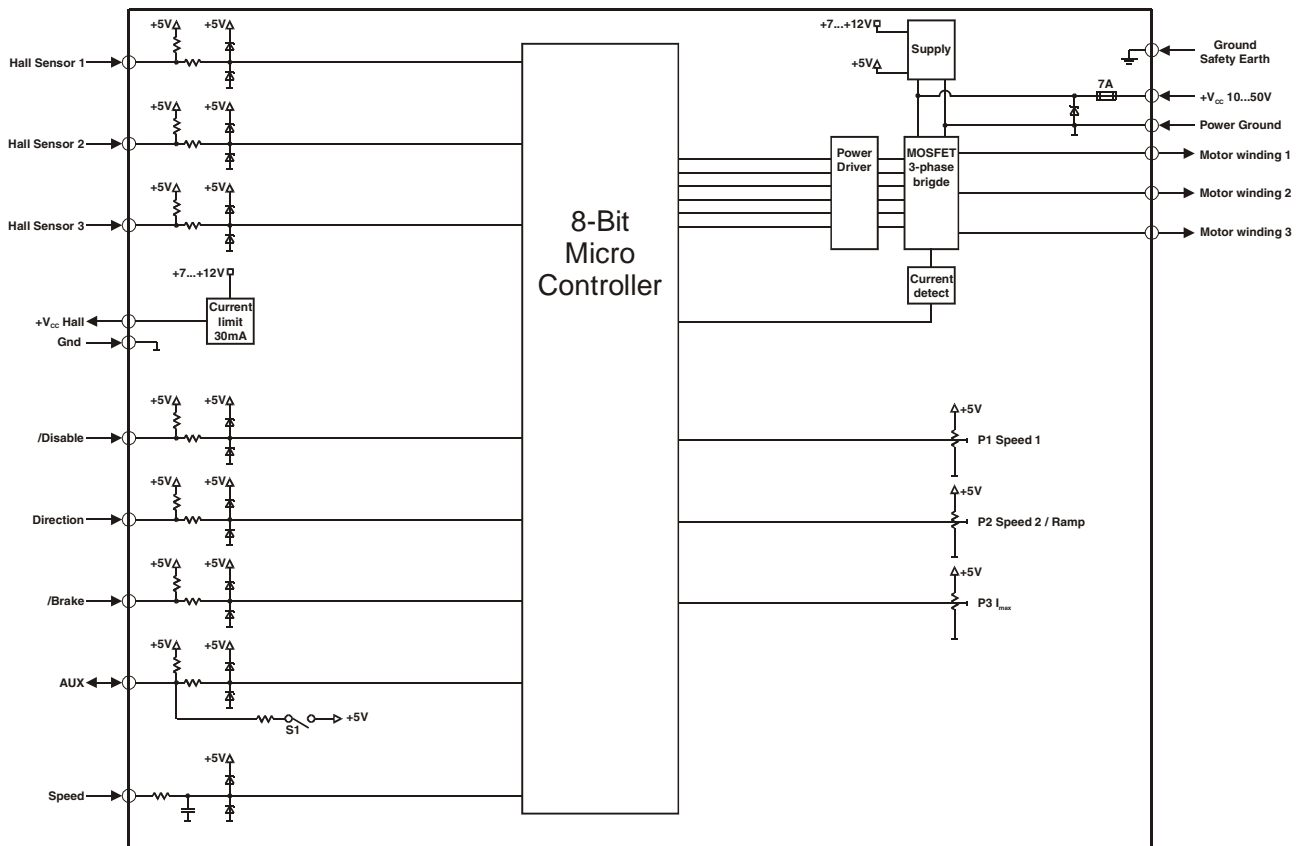 +5V
+5V
Hall Sensor 1
+5V
+5V
Hall Sensor 2
+5V
+5V
Hall Sensor 3
+7...+12V
Current
limit
30mA
+Vcc Hall
Gnd
+5V
+5V
/Disable
+5V
+5V
Direction
+5V
+5V
/Brake
+5V
+5V
AUX
S1
+5V
+5V
Speed
8-Bit
Micro
Controller
+7...+12V
+5V
Supply
Power
Driver
MOSFET
3-phase
brigde
Current
detect
7A
Ground
Safety Earth
+Vcc 10...50V
Power Ground
Motor winding 1
Motor winding 2
Motor winding 3
+5V
P1 Speed 1
+5V
P2 Speed 2 / Ramp
+5V
P3 Imax